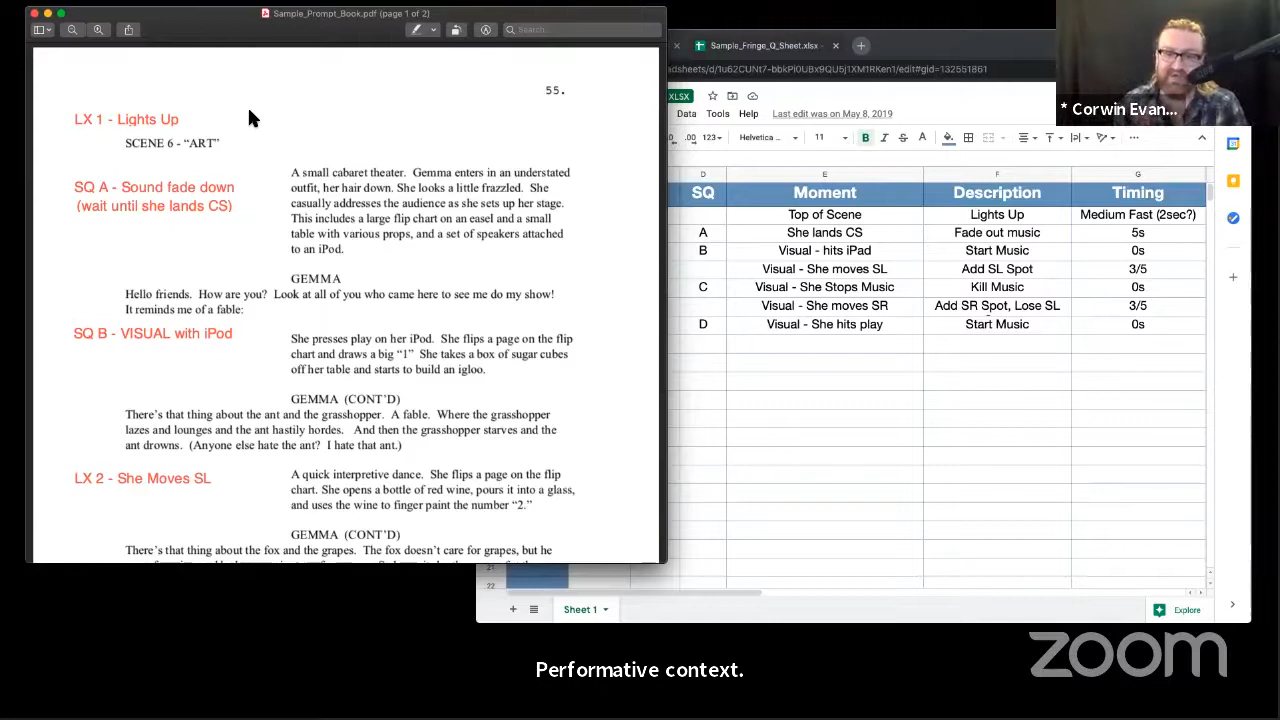 Sample_Prompt_Book.pdf (page 1 of 2)
Search...
55.
LX 1 - Lights Up
SCENE 6 - “ART”
SQ A - Sound fade down
(wait until she lands CS)
A small cabaret theater. Gemma enters in an understated
outfit, her hair down. She looks a little frazzled. She
casually addresses the audience as she sets up her stage.
This includes a large flip chart on an easel and a small
table with various props, and a set of speakers attached
to an iPod.
GEMMA
Hello friends. How are you? Look at all of you who came here to see me do my show!
It reminds me of a fable:
SQ B - VISUAL with iPod
She presses play on her iPod. She flips a page on the flip
chart and draws a big “1” She takes a box of sugar cubes
off her table and starts to build an igloo.
GEMMA (CONT’D)
There’s that thing about the ant and the grasshopper. A fable. Where the grasshopper
lazes and lounges and the ant hastily hordes. And then the grasshopper starves and the
ant drowns. (Anyone else hate the ant? I hate that ant.)
LX 2 - She Moves SL
A quick interpretive dance. She flips a page on the flip
chart. She opens a bottle of red wine, pours it into a glass,
and uses the wine to finger paint the number “2.”
GEMMA (CONT’D)
There’s that thing about the fox and the grapes. The fox doesn’t care for grapes, but he
Sample_Fringe_Q_Sheet.xlsx -
XLSX
Data Tools Help Last edit was on May 8, 2019
.00 123 Helvetica ... 11 B I S A
D E F G
SQ Moment Description Timing
Top of Scene Lights Up Medium Fast (2sec?)
A She lands CS Fade out music 5s
B Visual - hits iPad Start Music 0s
Visual - She moves SL Add SL Spot 3/5
C Visual - She Stops Music Kill Music 0s
Visual - She moves SR Add SR Spot, Lose SL 3/5
D Visual - She hits play Start Music 0s
21
22
Sheet 1
Explore
* Corwin Evan...
Performative context.
zoom